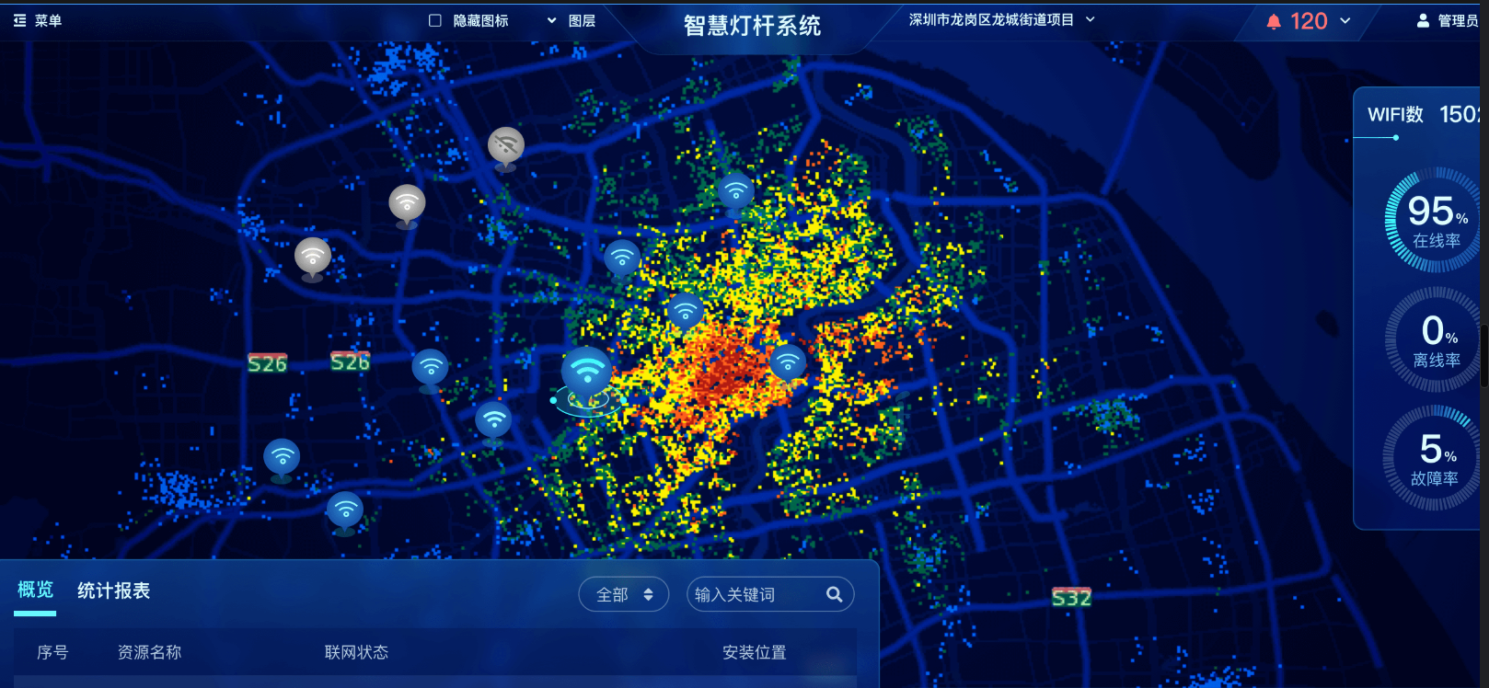 菜单
隐藏图标
图层
智慧灯杆系统
深圳市龙岗区龙城街道项目
120
管理员
WIFI数 1502
95%
在线率
0%
离线率
5%
故障率
S26
S26
S32
概览 统计报表
全部
输入关键词
序号 资源名称 联网状态 安装位置